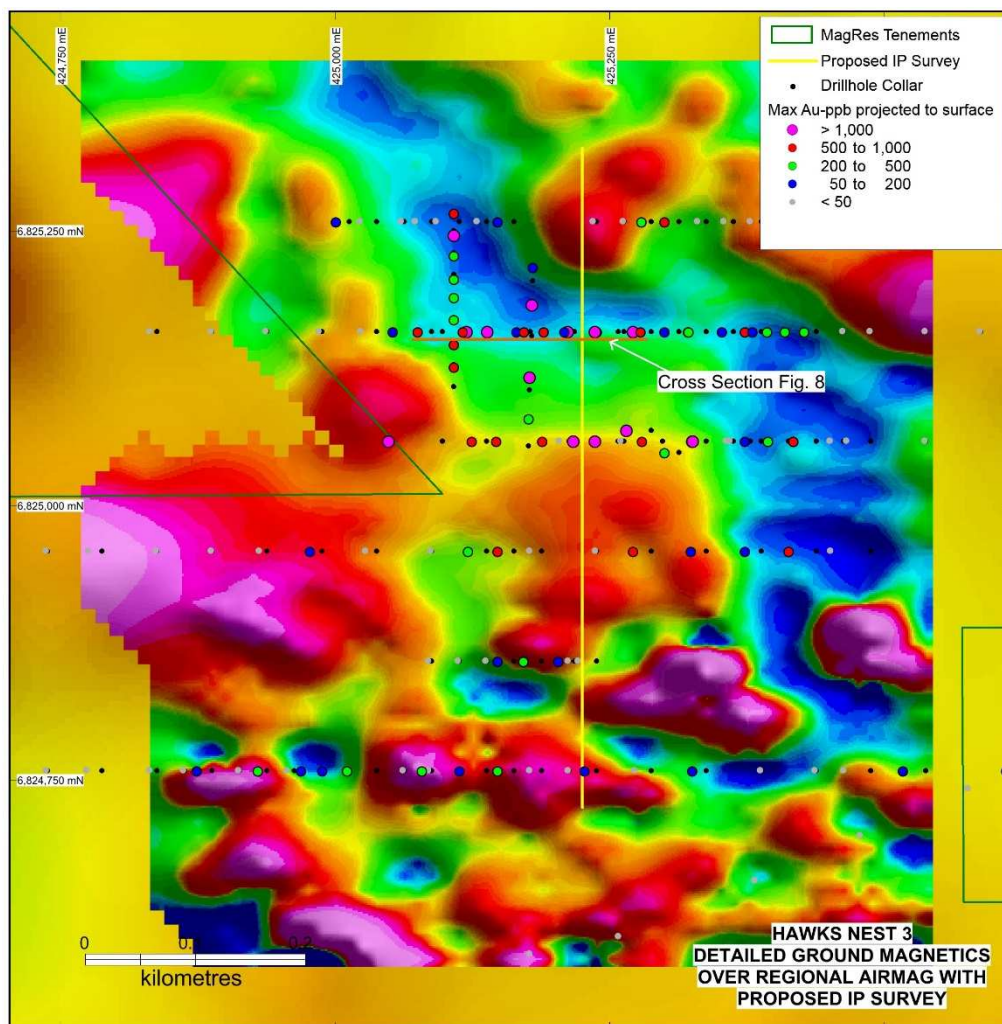 424,750 mE
425,000 mE
425,250 mE
MagRes Tenements
Proposed IP Survey
Drillhole Collar
Max Au-ppb projected to surface
> 1,000
500 to 1,000
200 to 500
50 to 200
< 50
6,825,250 mN
Cross Section Fig. 8
6,825,000 mN
6,824,750 mN
0 0.1 0.2
kilometres
HAWKS NEST 3
DETAILED GROUND MAGNETICS
OVER REGIONAL AIRMAG WITH
PROPOSED IP SURVEY